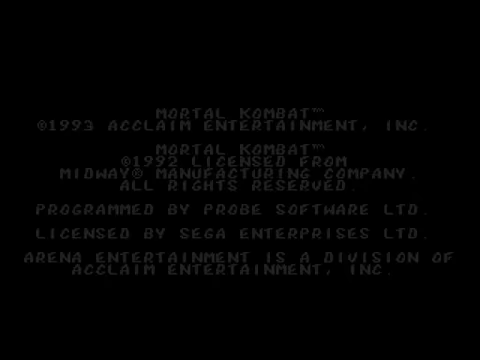 MORTAL KOMBAT™
©1993 ACCLAIM ENTERTAINMENT, INC.
MORTAL KOMBAT™
©1992 LICENSED FROM
MIDWAY® MANUFACTURING COMPANY.
ALL RIGHTS RESERVED.
PROGRAMMED BY PROBE SOFTWARE LTD.
LICENSED BY SEGA ENTERPRISES LTD.
ARENA ENTERTAINMENT IS A DIVISION OF
ACCLAIM ENTERTAINMENT, INC.